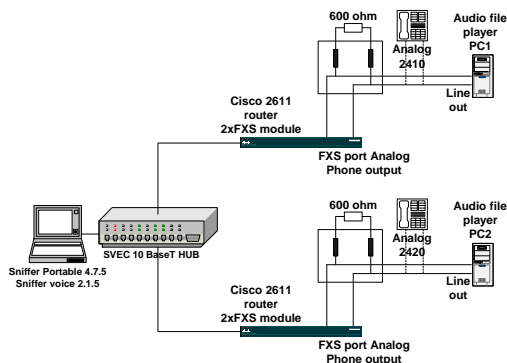 600 ohm
Analog
2410
Audio file
player
PC1
Line
out
Cisco 2611
router
2xFXS module
FXS port Analog
Phone output
SVEC 10 BaseT HUB
Sniffer Portable 4.7.5
Sniffer voice 2.1.5
600 ohm
Analog
2420
Audio file
player
PC2
Line
out
Cisco 2611
router
2xFXS module
FXS port Analog
Phone output